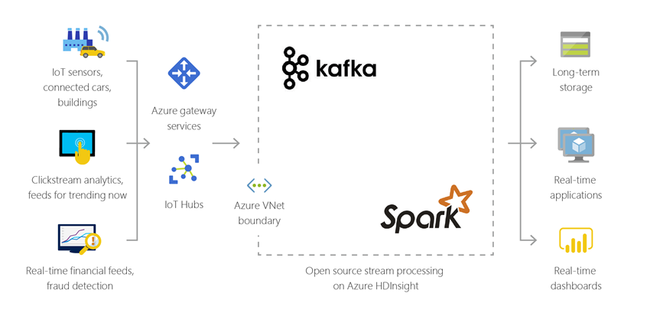 IoT sensors,
connected cars,
buildings
Clickstream analytics,
feeds for trending now
Real-time financial feeds,
fraud detection
Azure gateway
services
IoT Hubs
Azure VNet
boundary
kafka
Spark
Open source stream processing
on Azure HDInsight
Long-term
storage
Real-time
applications
Real-time
dashboards